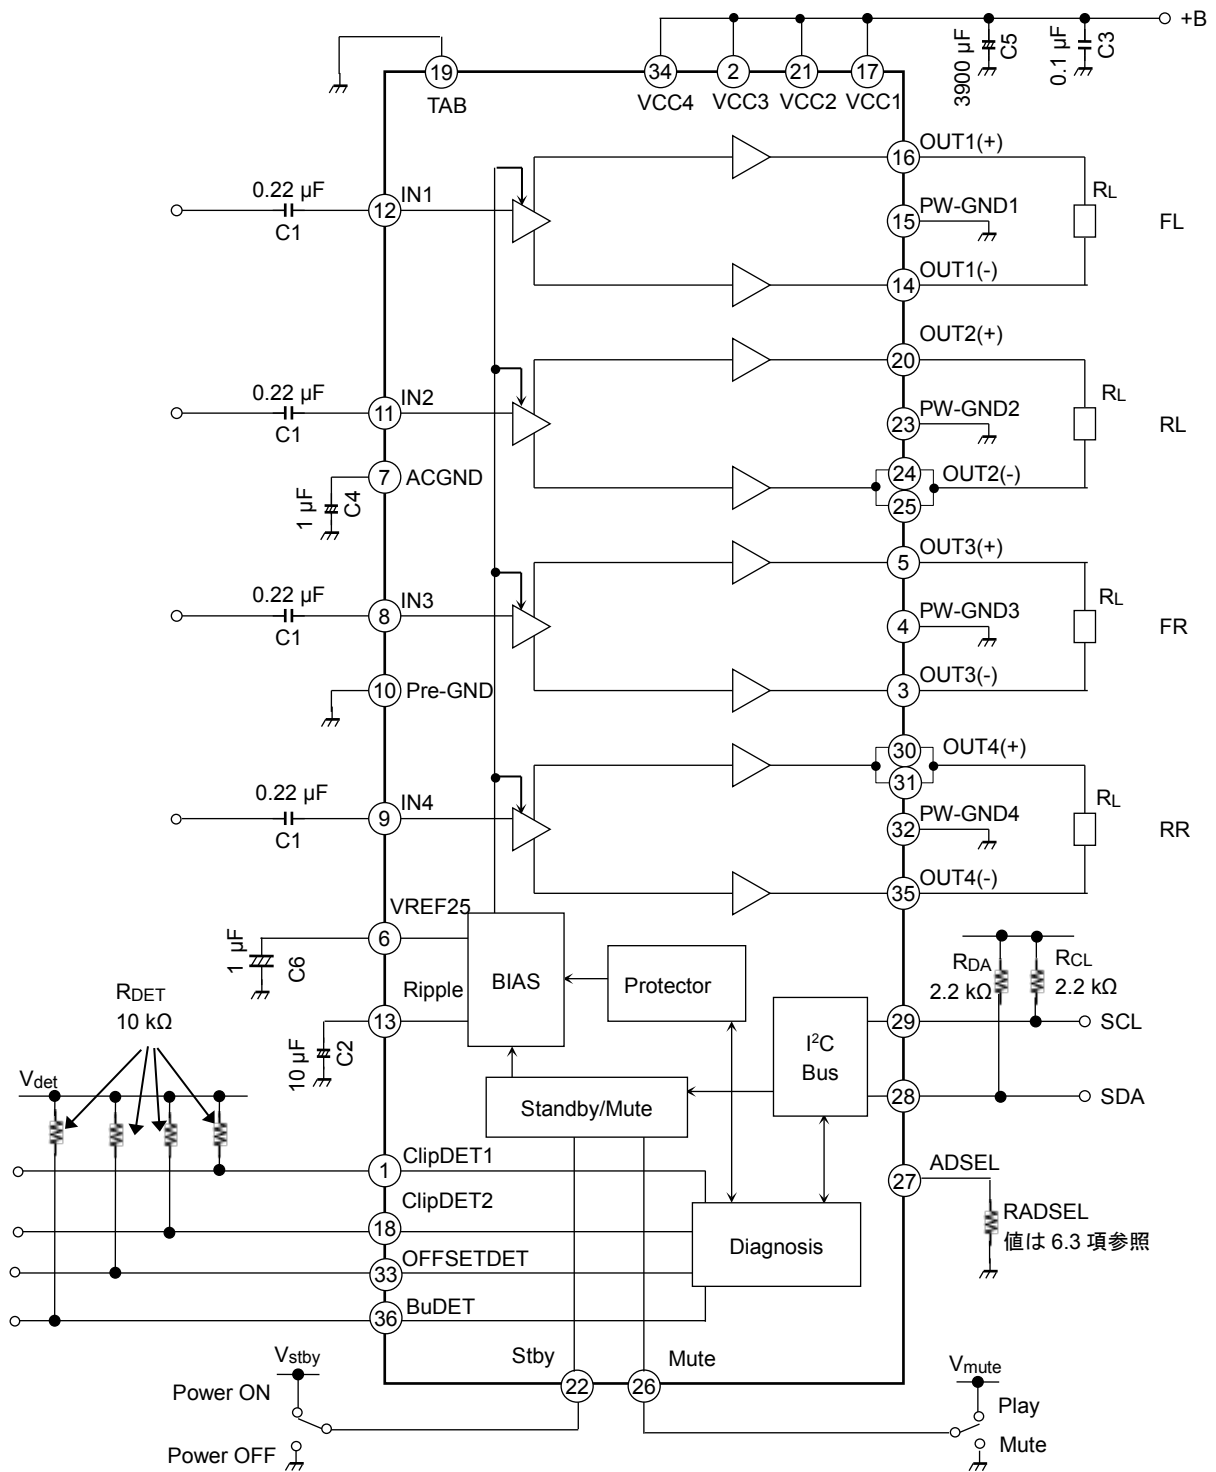 +B
3900 µF
C5
0.1 µF
C3
19
TAB
34
2
21
17
VCC4
VCC3
VCC2
VCC1
OUT1(+)
16
0.22 µF
C1
12
IN1
PW-GND1
15
RL
FL
OUT1(-)
14
OUT2(+)
20
0.22 µF
C1
11
IN2
PW-GND2
23
RL
RL
7
ACGND
1 µF
C4
24
25
OUT2(-)
OUT3(+)
5
0.22 µF
C1
8
IN3
PW-GND3
4
RL
FR
10
Pre-GND
OUT3(-)
3
30
31
OUT4(+)
0.22 µF
C1
9
IN4
PW-GND4
32
RL
RR
OUT4(-)
35
VREF25
6
1 µF
C6
BIAS
Protector
RDA
2.2 kΩ
RCL
2.2 kΩ
Ripple
13
10 µF
C2
RDET
10 kΩ
I²C
Bus
29
SCL
Vdet
Standby/Mute
28
SDA
1
ClipDET1
ADSEL
27
ClipDET2
18
RADSEL
値は 6.3 項参照
Diagnosis
33
OFFSETDET
36
BuDET
Stby
Mute
22
26
Vstby
Power ON
Power OFF
Vmute
Play
Mute